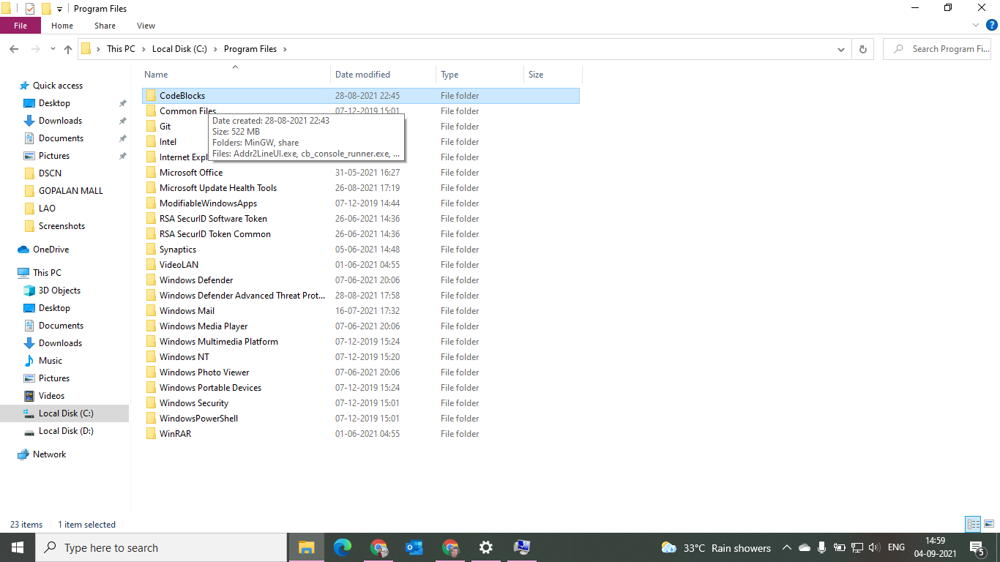 Program Files
File Home Share View
This PC Local Disk (C:) Program Files Search Program Fi...
Name Date modified Type Size
Quick access
Desktop
Downloads
Documents
Pictures
DSCN
GOPALAN MALL
LAO
Screenshots
OneDrive
This PC
3D Objects
Desktop
Documents
Downloads
Music
Pictures
Videos
Local Disk (C:)
Local Disk (D:)
Network
CodeBlocks 28-08-2021 22:45 File folder
Common Files 07-12-2019 15:01 File folder
Git File folder
Intel File folder
Internet Expl File folder
Date created: 28-08-2021 22:43
Size: 522 MB
Folders: MinGW, share
Files: Addr2LineUI.exe, cb_console_runner.exe, ...
Microsoft Office 31-05-2021 16:27 File folder
Microsoft Update Health Tools 26-08-2021 17:19 File folder
ModifiableWindowsApps 07-12-2019 14:44 File folder
RSA SecurID Software Token 26-06-2021 14:36 File folder
RSA SecurID Token Common 26-06-2021 14:36 File folder
Synaptics 05-06-2021 14:48 File folder
VideoLAN 01-06-2021 04:55 File folder
Windows Defender 07-06-2021 20:06 File folder
Windows Defender Advanced Threat Prot... 28-08-2021 17:58 File folder
Windows Mail 16-07-2021 17:32 File folder
Windows Media Player 07-06-2021 20:06 File folder
Windows Multimedia Platform 07-12-2019 15:24 File folder
Windows NT 07-12-2019 15:20 File folder
Windows Photo Viewer 07-06-2021 20:06 File folder
Windows Portable Devices 07-12-2019 15:24 File folder
Windows Security 07-12-2019 15:01 File folder
WindowsPowerShell 07-12-2019 15:01 File folder
WinRAR 01-06-2021 04:55 File folder
23 items 1 item selected
Type here to search
33°C Rain showers
ENG
14:59
04-09-2021
5